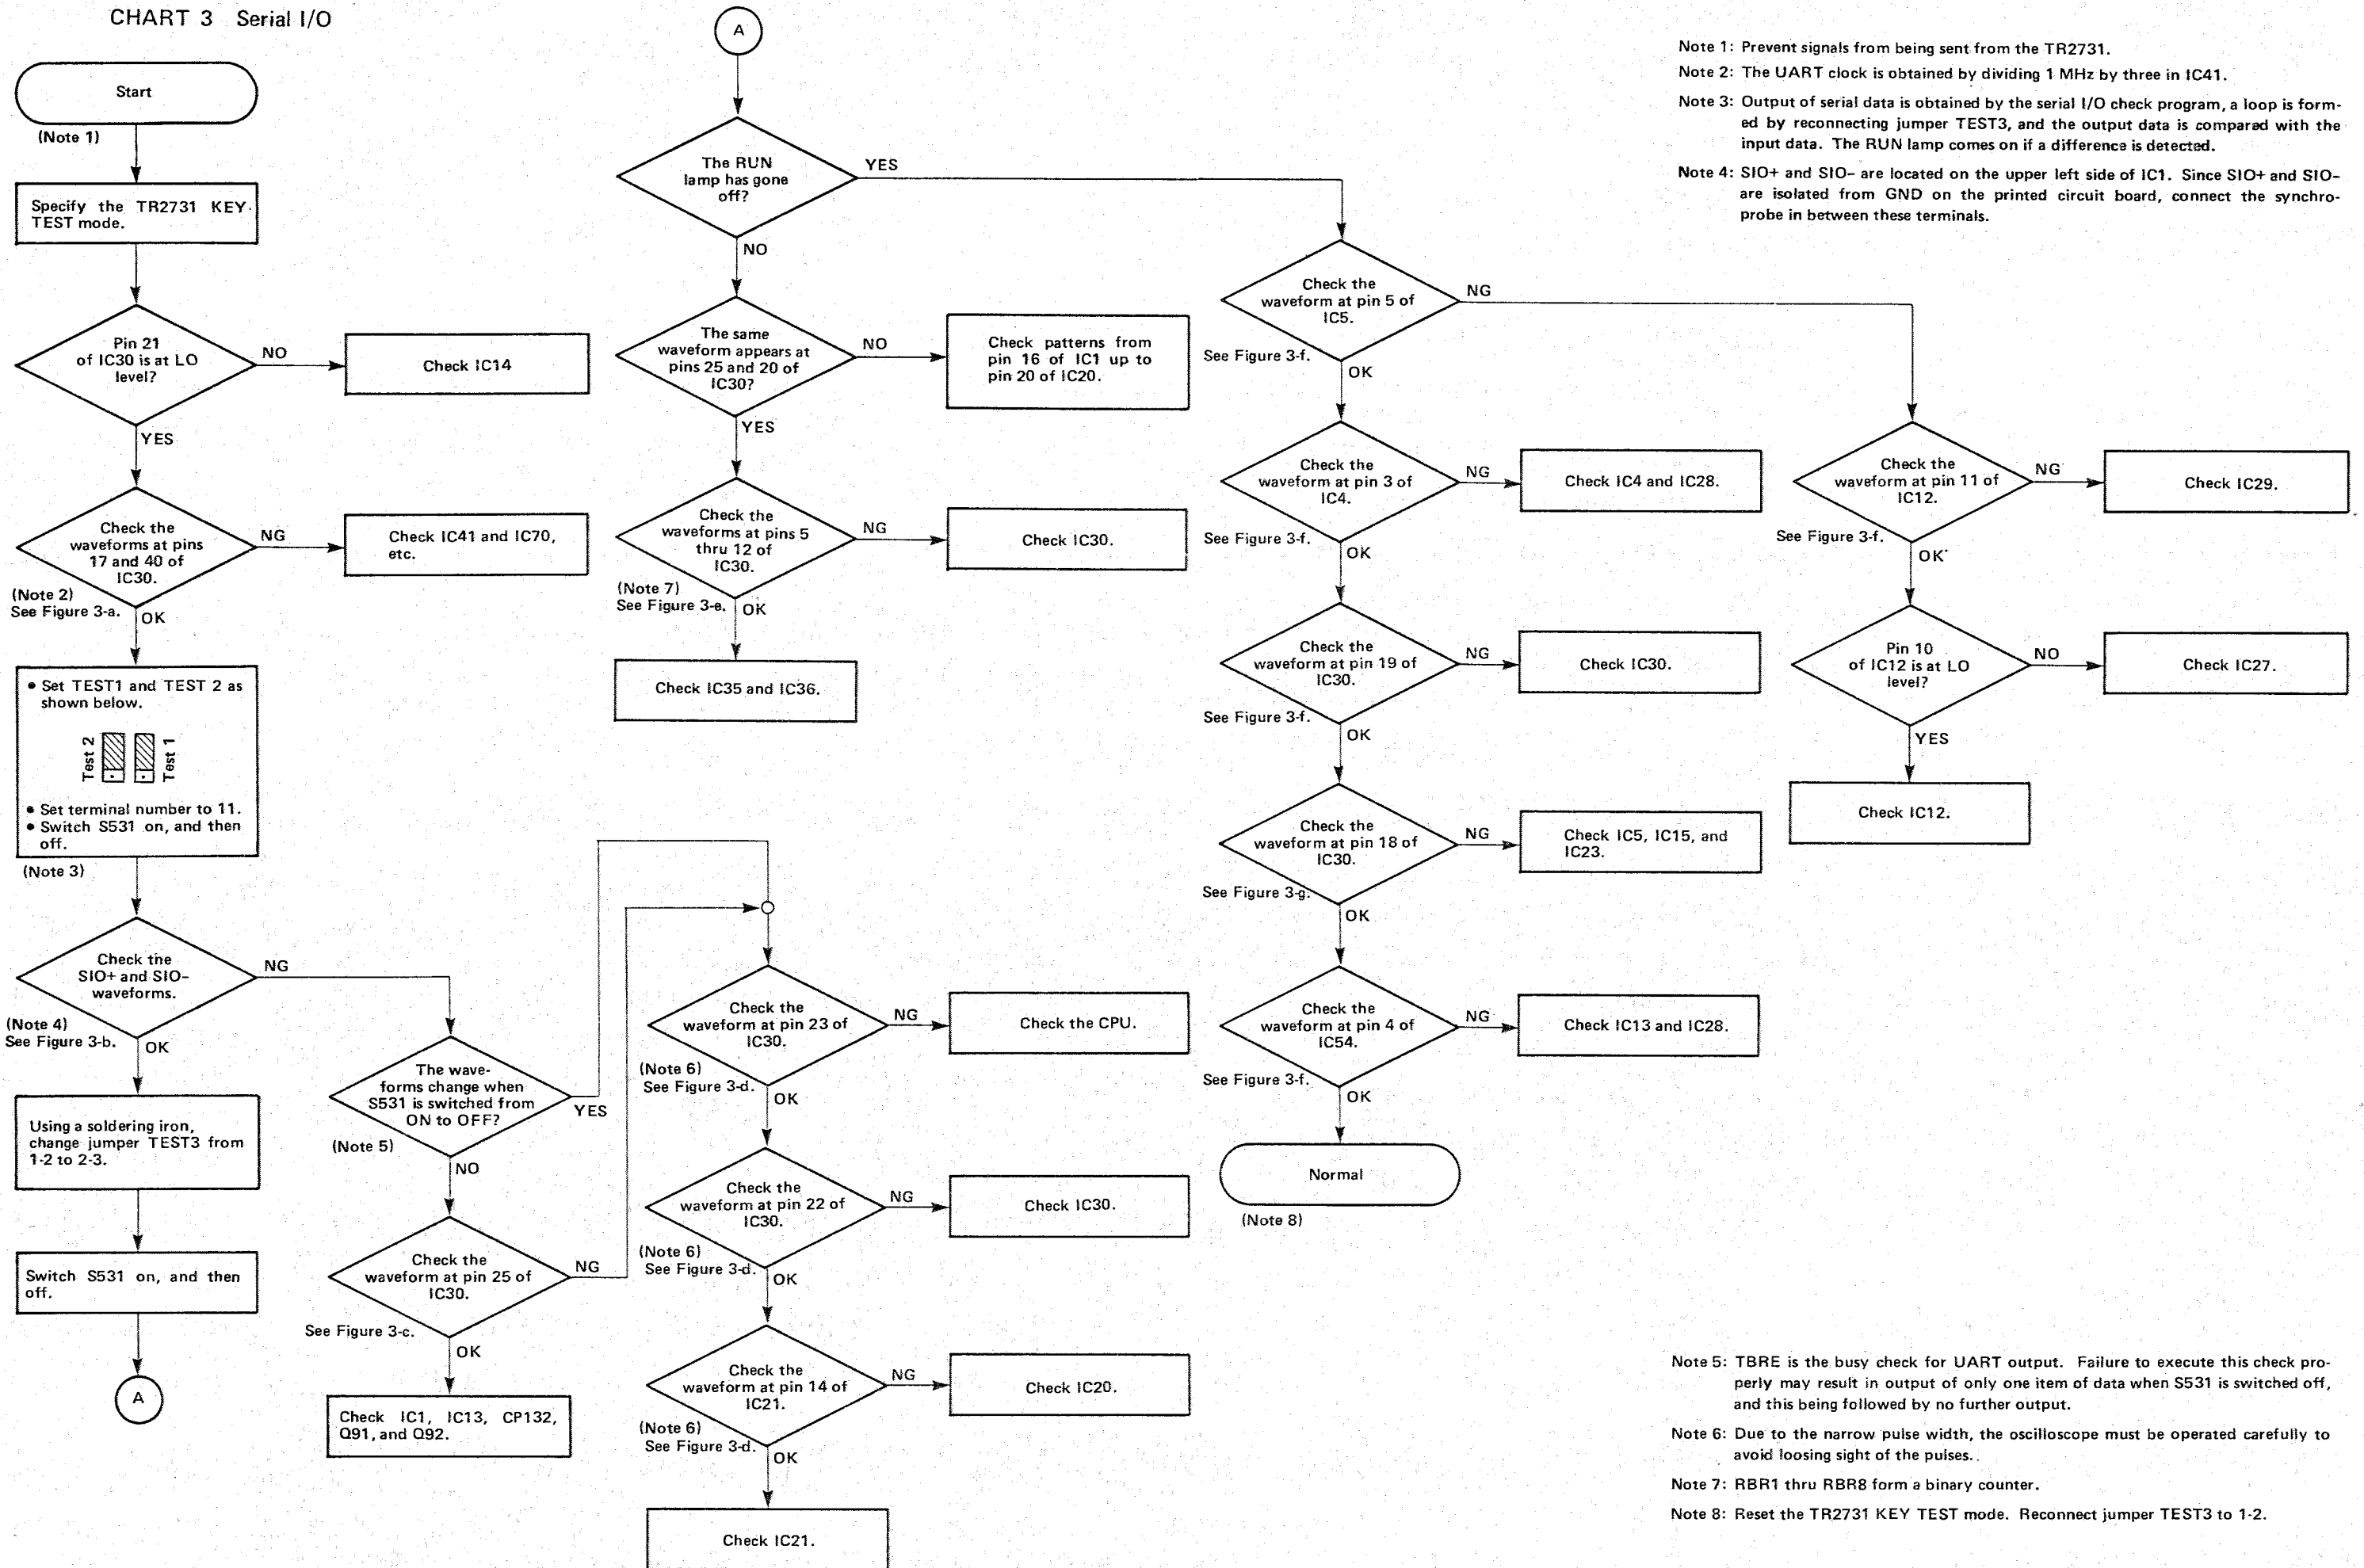 CHART 3 Serial I/O
Start
(Note 1)
Specify the TR2731 KEY
TEST mode.
Pin 21
of IC30 is at LO
level?
NO
Check IC14
YES
Check the
waveforms at pins
17 and 40 of
IC30.
NG
Check IC41 and IC70,
etc.
(Note 2)
See Figure 3-a.
OK
• Set TEST1 and TEST 2 as
shown below.
Test 2
Test 1
• Set terminal number to 11.
• Switch S531 on, and then
off.
(Note 3)
Check the
SIO+ and SIO−
waveforms.
NG
(Note 4)
See Figure 3-b.
OK
Using a soldering iron,
change jumper TEST3 from
1-2 to 2-3.
Switch S531 on, and then
off.
A
The wave-
forms change when
S531 is switched from
ON to OFF?
YES
(Note 5)
NO
Check the
waveform at pin 25 of
IC30.
NG
See Figure 3-c.
OK
Check IC1, IC13, CP132,
Q91, and Q92.
A
The RUN
lamp has gone
off?
YES
NO
The same
waveform appears at
pins 25 and 20 of
IC30?
NO
Check patterns from
pin 16 of IC1 up to
pin 20 of IC20.
YES
Check the
waveforms at pins 5
thru 12 of
IC30.
NG
Check IC30.
(Note 7)
See Figure 3-e.
OK
Check IC35 and IC36.
Check the
waveform at pin 23 of
IC30.
NG
Check the CPU.
(Note 6)
See Figure 3-d.
OK
Check the
waveform at pin 22 of
IC30.
NG
Check IC30.
(Note 6)
See Figure 3-d.
OK
Check the
waveform at pin 14 of
IC21.
NG
Check IC20.
(Note 6)
See Figure 3-d.
OK
Check IC21.
Check the
waveform at pin 5 of
IC5.
NG
See Figure 3-f.
OK
Check the
waveform at pin 3 of
IC4.
NG
Check IC4 and IC28.
See Figure 3-f.
OK
Check the
waveform at pin 19 of
IC30.
NG
Check IC30.
See Figure 3-f.
OK
Check the
waveform at pin 18 of
IC30.
NG
Check IC5, IC15, and
IC23.
See Figure 3-g.
OK
Check the
waveform at pin 4 of
IC54.
NG
Check IC13 and IC28.
See Figure 3-f.
OK
Normal
(Note 8)
Check the
waveform at pin 11 of
IC12.
NG
Check IC29.
See Figure 3-f.
OK
Pin 10
of IC12 is at LO
level?
NO
Check IC27.
YES
Check IC12.
Note 1: Prevent signals from being sent from the TR2731.
Note 2: The UART clock is obtained by dividing 1 MHz by three in IC41.
Note 3: Output of serial data is obtained by the serial I/O check program, a loop is form-
ed by reconnecting jumper TEST3, and the output data is compared with the
input data. The RUN lamp comes on if a difference is detected.
Note 4: SIO+ and SIO− are located on the upper left side of IC1. Since SIO+ and SIO−
are isolated from GND on the printed circuit board, connect the synchro-
probe in between these terminals.
Note 5: TBRE is the busy check for UART output. Failure to execute this check pro-
perly may result in output of only one item of data when S531 is switched off,
and this being followed by no further output.
Note 6: Due to the narrow pulse width, the oscilloscope must be operated carefully to
avoid loosing sight of the pulses.
Note 7: RBR1 thru RBR8 form a binary counter.
Note 8: Reset the TR2731 KEY TEST mode. Reconnect jumper TEST3 to 1-2.